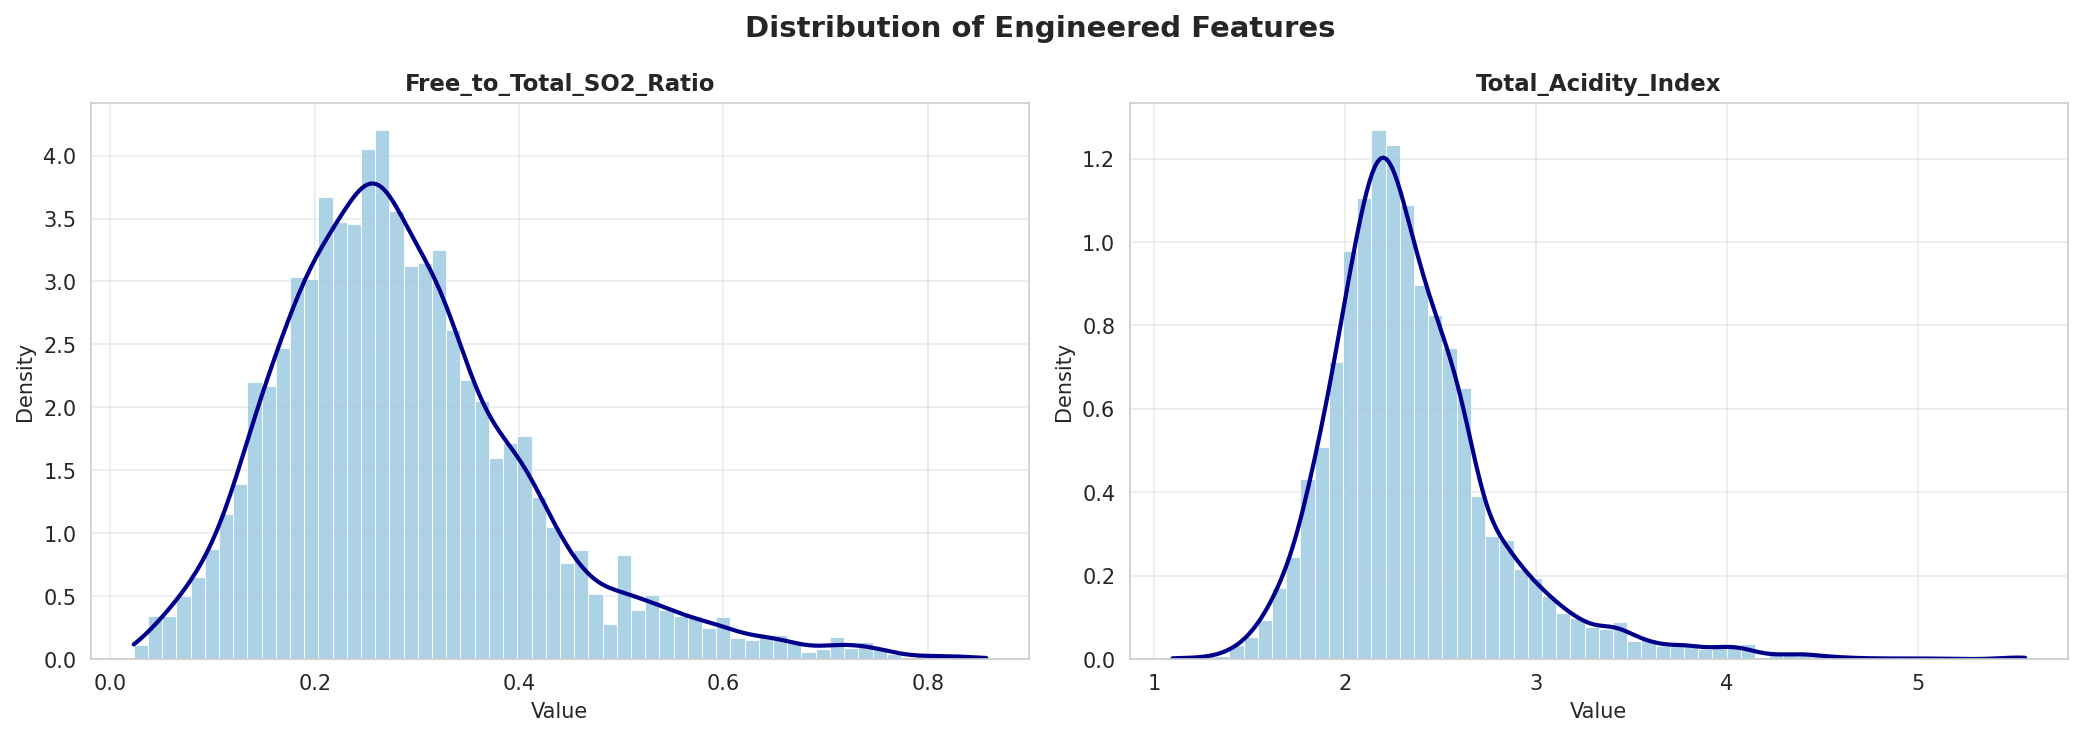 Distribution of Engineered Features
Free_to_Total_SO2_Ratio
Density
4.0
3.5
3.0
2.5
2.0
1.5
1.0
0.5
0.0
0.0 0.2 0.4 0.6 0.8
Value
Total_Acidity_Index
Density
1.2
1.0
0.8
0.6
0.4
0.2
0.0
1 2 3 4 5
Value